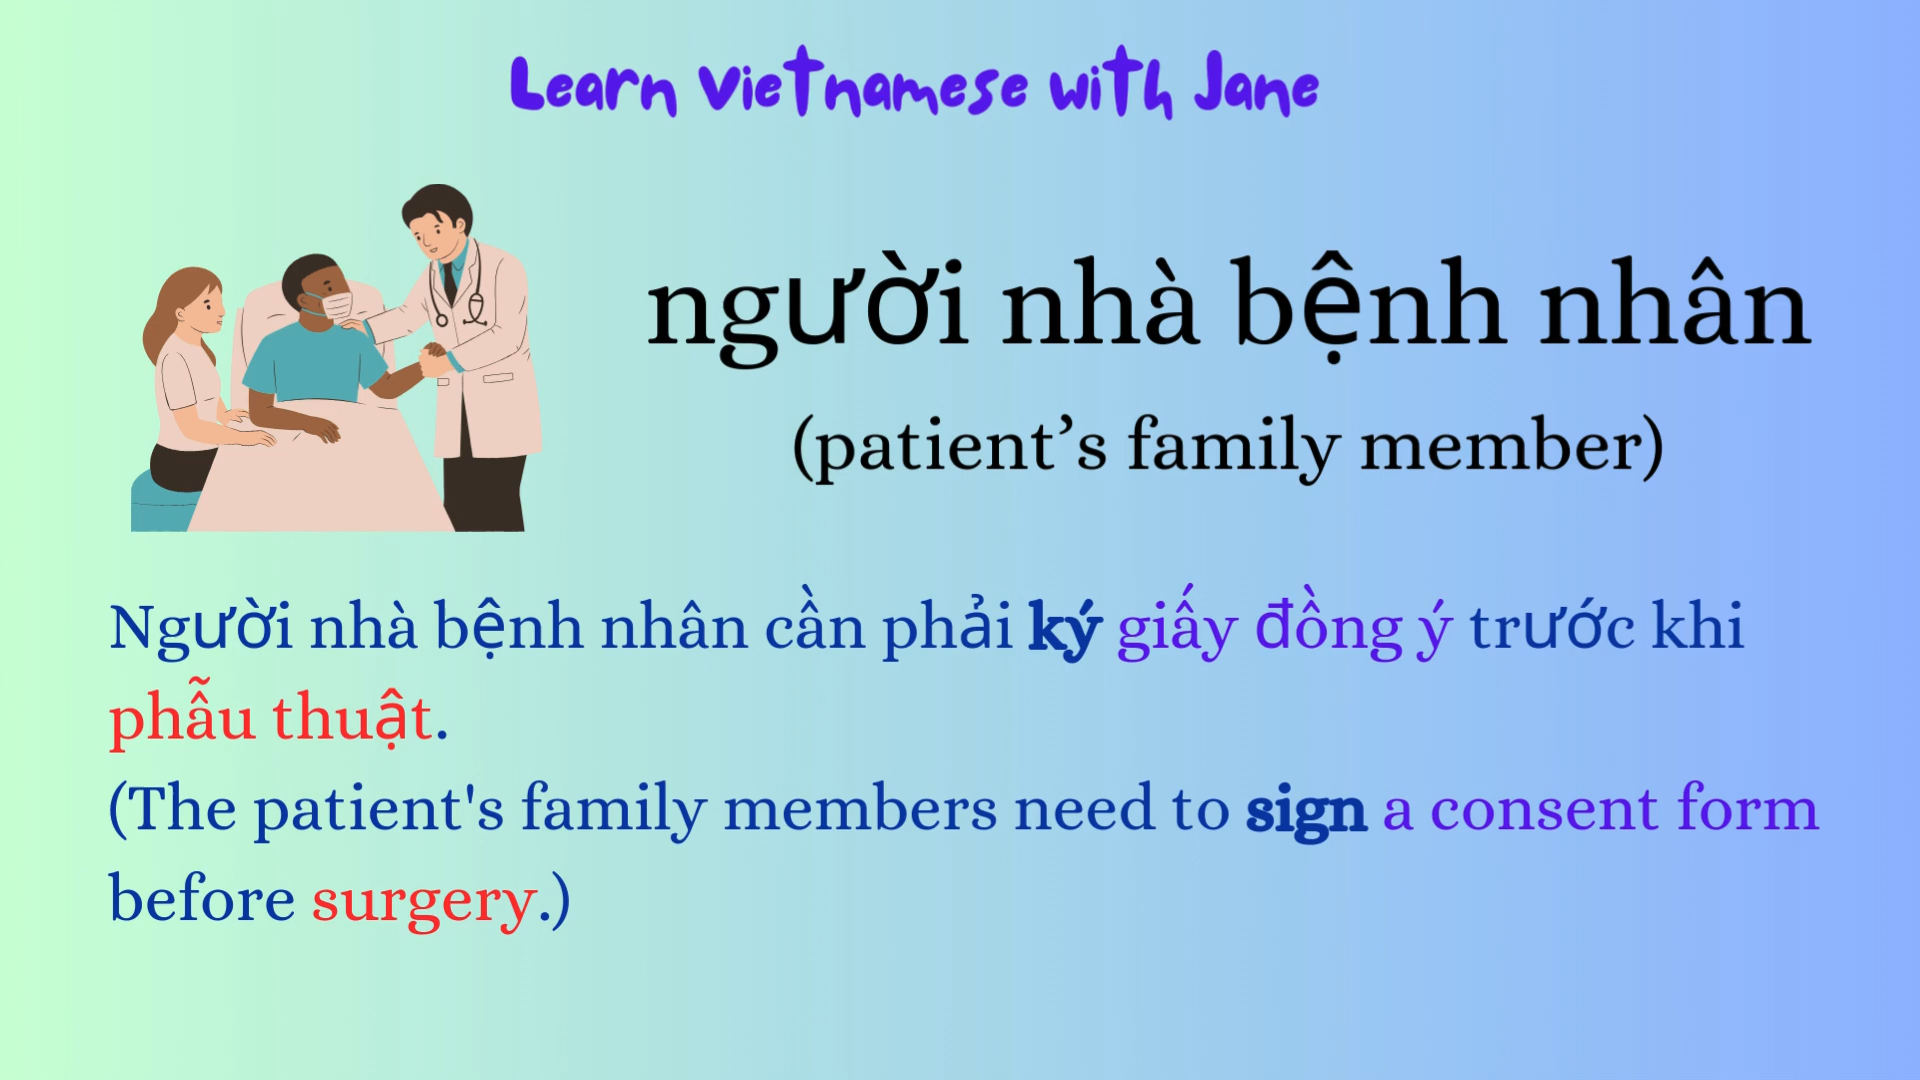 Learn Vietnamese with Jane
người nhà bệnh nhân
(patient’s family member)
Người nhà bệnh nhân cần phải ký giấy đồng ý trước khi
phẫu thuật.
(The patient's family members need to sign a consent form
before surgery.)